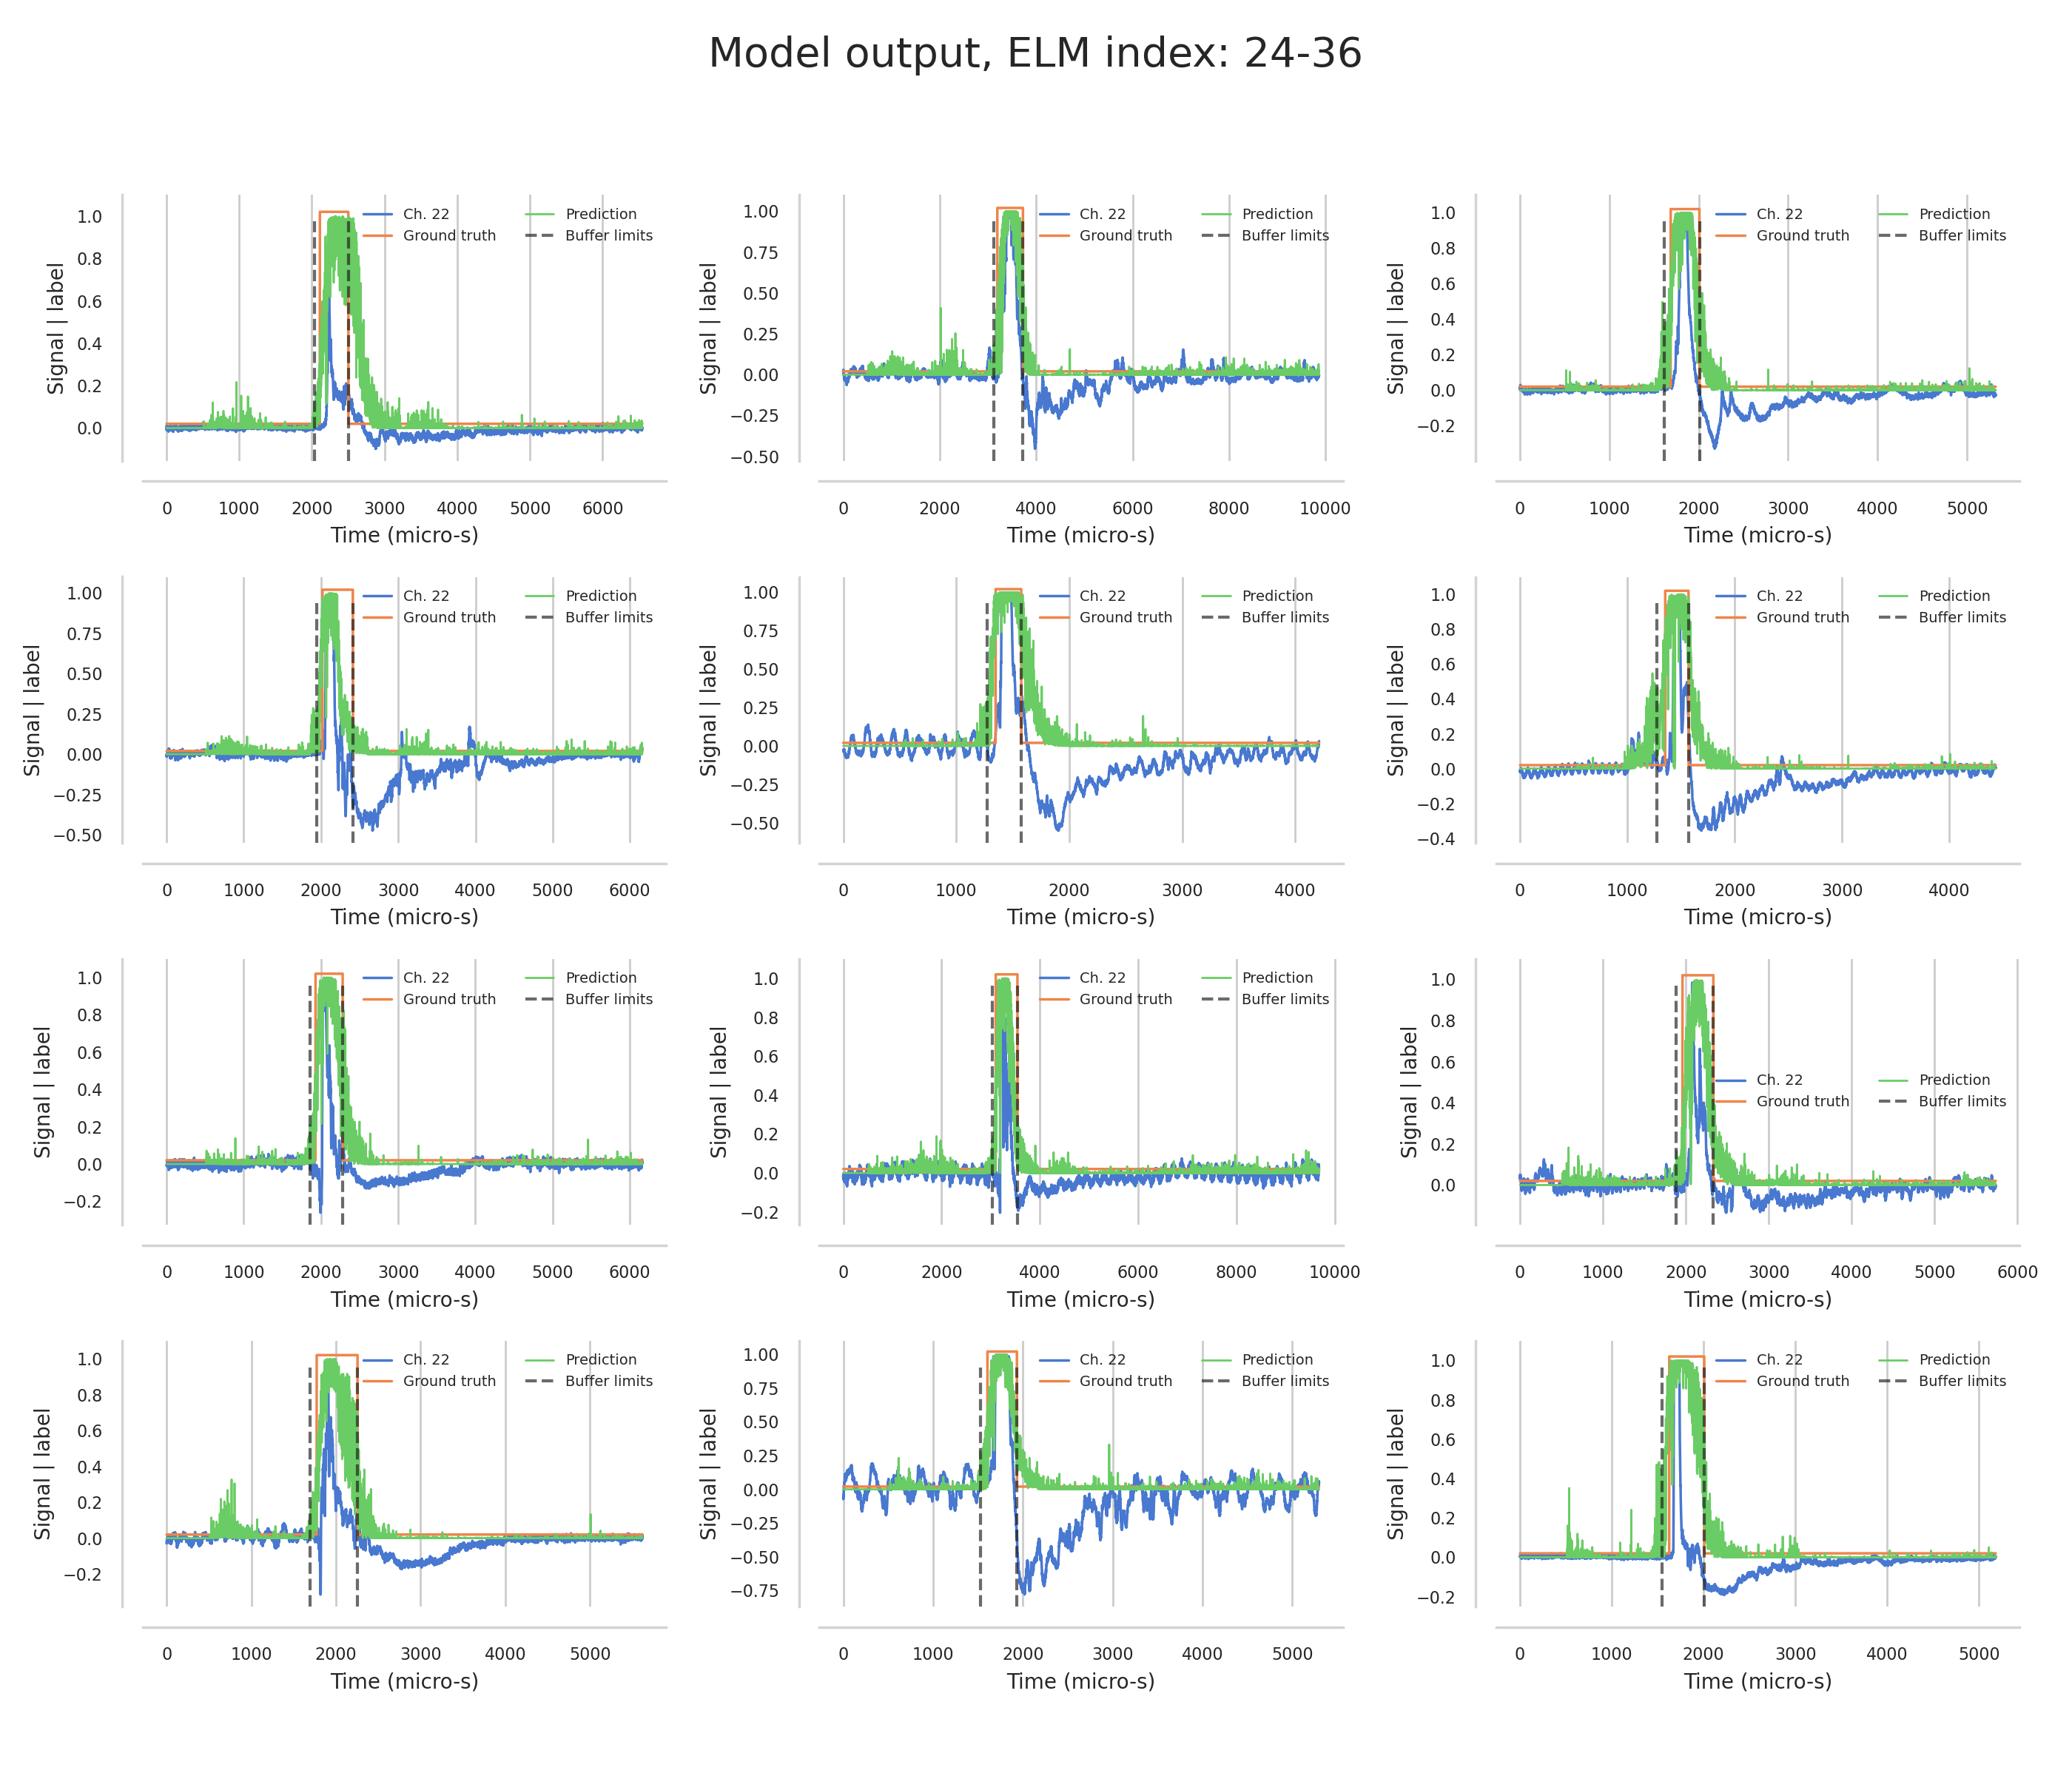 Model output, ELM index: 24-36
Signal | label
1.0
0.8
0.6
0.4
0.2
0.0
Ch. 22
Ground truth
Prediction
Buffer limits
0 1000 2000 3000 4000 5000 6000
Time (micro-s)
Signal | label
1.00
0.75
0.50
0.25
0.00
−0.25
−0.50
Ch. 22
Ground truth
Prediction
Buffer limits
0 2000 4000 6000 8000 10000
Time (micro-s)
Signal | label
1.0
0.8
0.6
0.4
0.2
0.0
−0.2
Ch. 22
Ground truth
Prediction
Buffer limits
0 1000 2000 3000 4000 5000
Time (micro-s)
Signal | label
1.00
0.75
0.50
0.25
0.00
−0.25
−0.50
Ch. 22
Ground truth
Prediction
Buffer limits
0 1000 2000 3000 4000 5000 6000
Time (micro-s)
Signal | label
1.00
0.75
0.50
0.25
0.00
−0.25
−0.50
Ch. 22
Ground truth
Prediction
Buffer limits
0 1000 2000 3000 4000
Time (micro-s)
Signal | label
1.0
0.8
0.6
0.4
0.2
0.0
−0.2
−0.4
Ch. 22
Ground truth
Prediction
Buffer limits
0 1000 2000 3000 4000
Time (micro-s)
Signal | label
1.0
0.8
0.6
0.4
0.2
0.0
−0.2
Ch. 22
Ground truth
Prediction
Buffer limits
0 1000 2000 3000 4000 5000 6000
Time (micro-s)
Signal | label
1.0
0.8
0.6
0.4
0.2
0.0
−0.2
Ch. 22
Ground truth
Prediction
Buffer limits
0 2000 4000 6000 8000 10000
Time (micro-s)
Signal | label
1.0
0.8
0.6
0.4
0.2
0.0
Ch. 22
Ground truth
Prediction
Buffer limits
0 1000 2000 3000 4000 5000 6000
Time (micro-s)
Signal | label
1.0
0.8
0.6
0.4
0.2
0.0
−0.2
Ch. 22
Ground truth
Prediction
Buffer limits
0 1000 2000 3000 4000 5000
Time (micro-s)
Signal | label
1.00
0.75
0.50
0.25
0.00
−0.25
−0.50
−0.75
Ch. 22
Ground truth
Prediction
Buffer limits
0 1000 2000 3000 4000 5000
Time (micro-s)
Signal | label
1.0
0.8
0.6
0.4
0.2
0.0
−0.2
Ch. 22
Ground truth
Prediction
Buffer limits
0 1000 2000 3000 4000 5000
Time (micro-s)